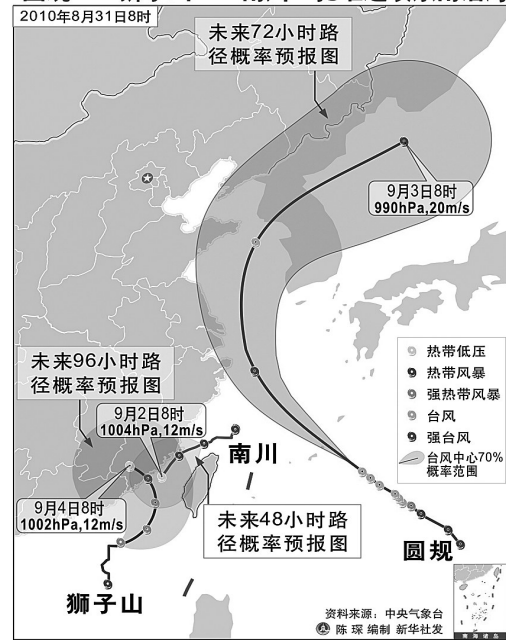 2010年8月31日8时
未来72小时路
径概率预报图
9月3日8时
990hPa,20m/s
未来96小时路
径概率预报图
9月2日8时
1004hPa,12m/s
南川
9月4日8时
1002hPa,12m/s
未来48小时路
径概率预报图
狮子山
圆规
热带低压
热带风暴
强热带风暴
台风
强台风
台风中心70%
概率范围
资料来源：中央气象台
陈 琛 编制 新华社发
南海诸岛